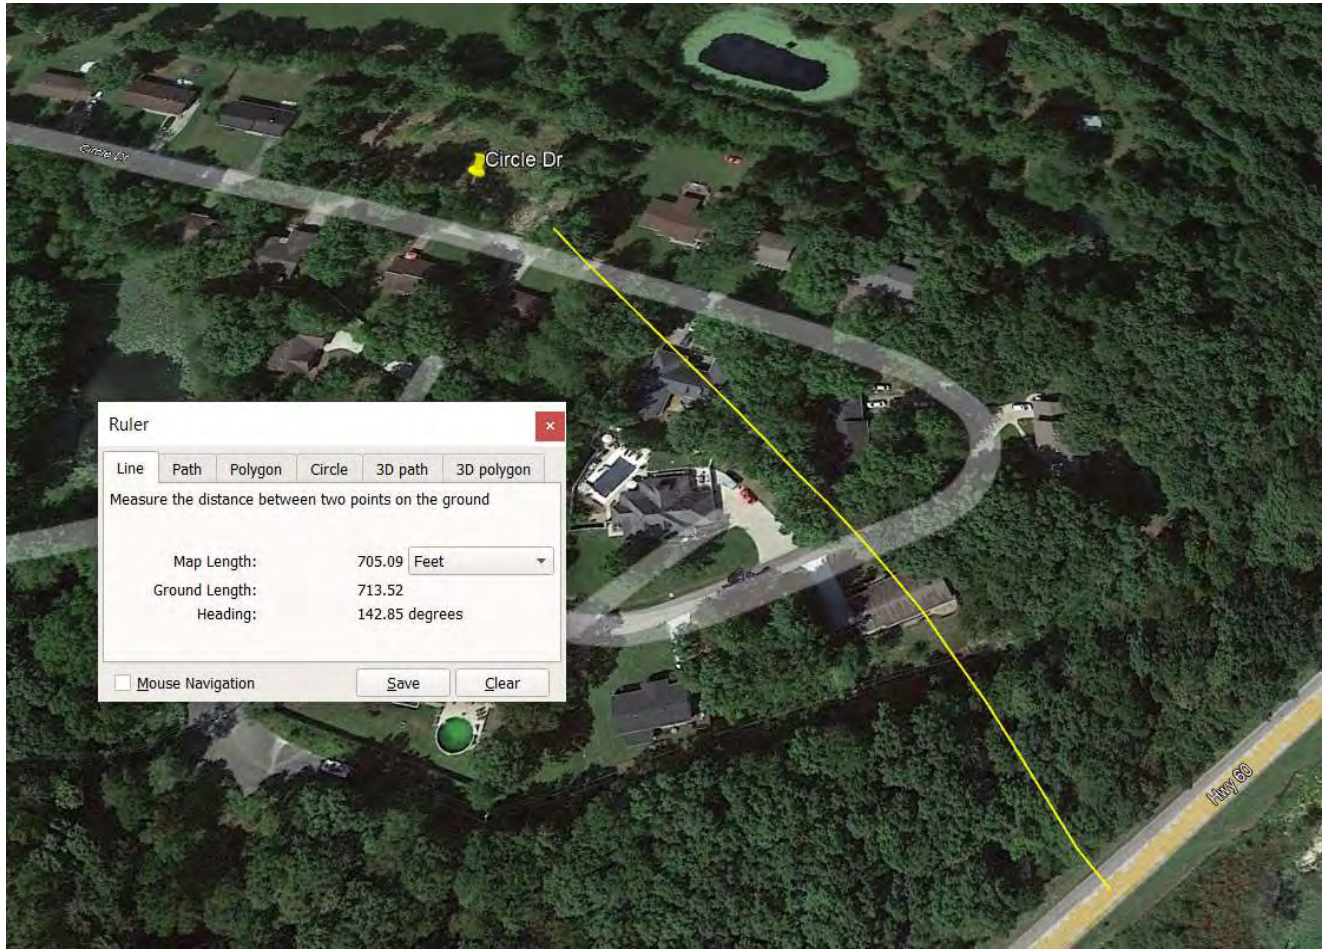 Circle Dr
Circle Dr
Ruler
Line Path Polygon Circle 3D path 3D polygon
Measure the distance between two points on the ground
Map Length: 705.09 Feet
Ground Length: 713.52
Heading: 142.85 degrees
Mouse Navigation Save Clear
Hwy 60